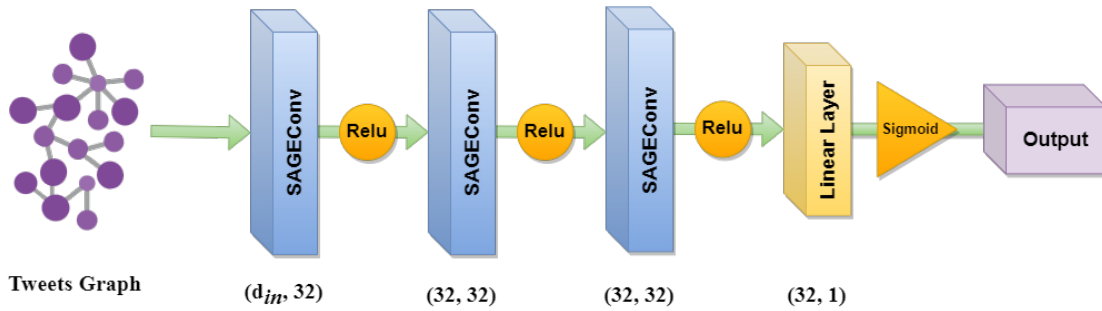 SAGEConv
Relu
SAGEConv
Relu
SAGEConv
Relu
Linear Layer
Sigmoid
Output
Tweets Graph
(din, 32)
(32, 32)
(32, 32)
(32, 1)